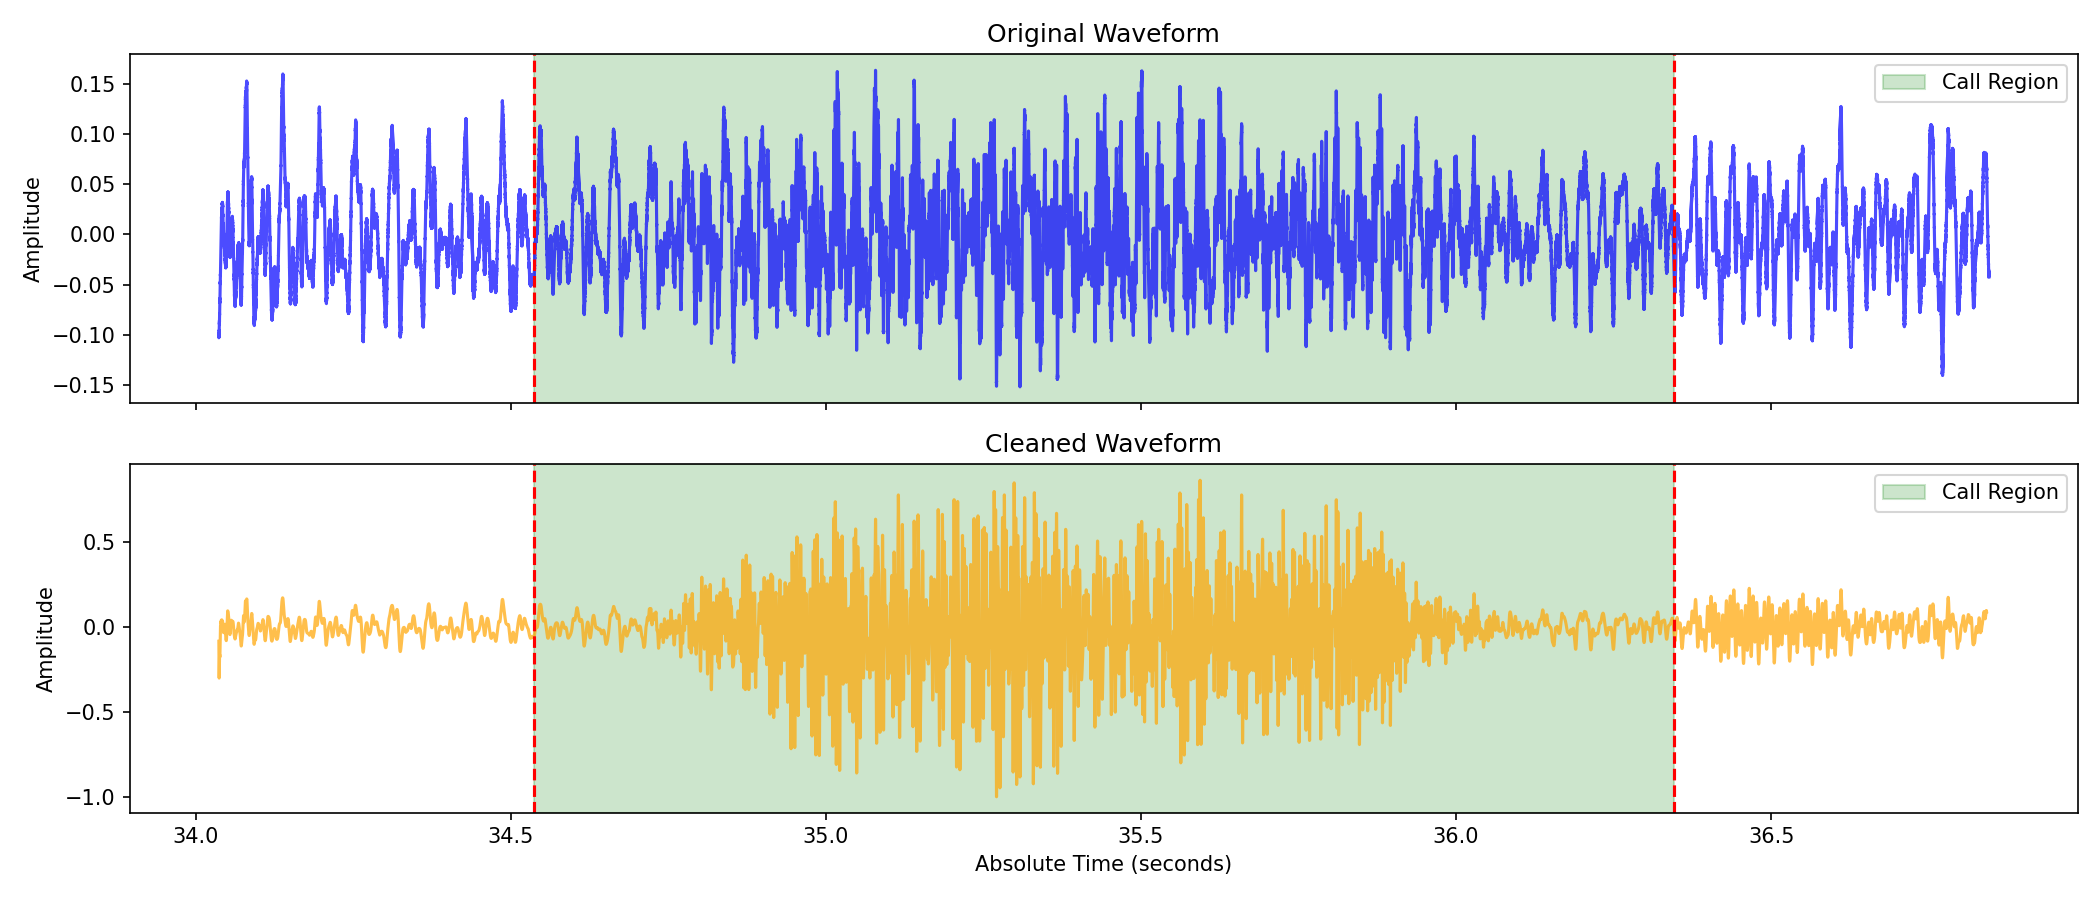 Original Waveform
Call Region
Amplitude
0.15
0.10
0.05
0.00
−0.05
−0.10
−0.15
Cleaned Waveform
Call Region
Amplitude
0.5
0.0
−0.5
−1.0
34.0 34.5 35.0 35.5 36.0 36.5
Absolute Time (seconds)